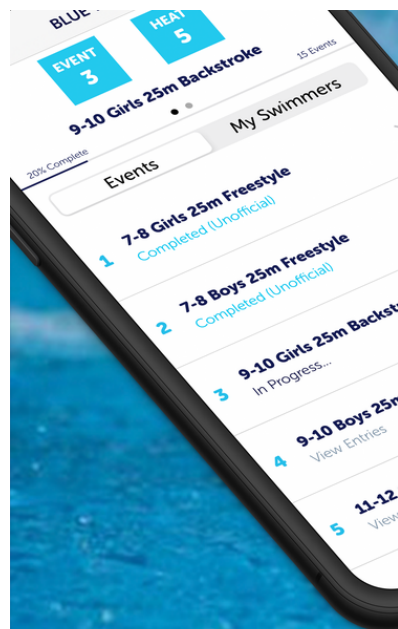 BLUE
EVENT
3
HEAT
5
9-10 Girls 25m Backstroke
15 Events
20% Complete
Events
My Swimmers
1
7-8 Girls 25m Freestyle
Completed (Unofficial)
2
7-8 Boys 25m Freestyle
Completed (Unofficial)
3
9-10 Girls 25m Backst
In Progress...
4
9-10 Boys 25m
View Entries
5
11-12
View